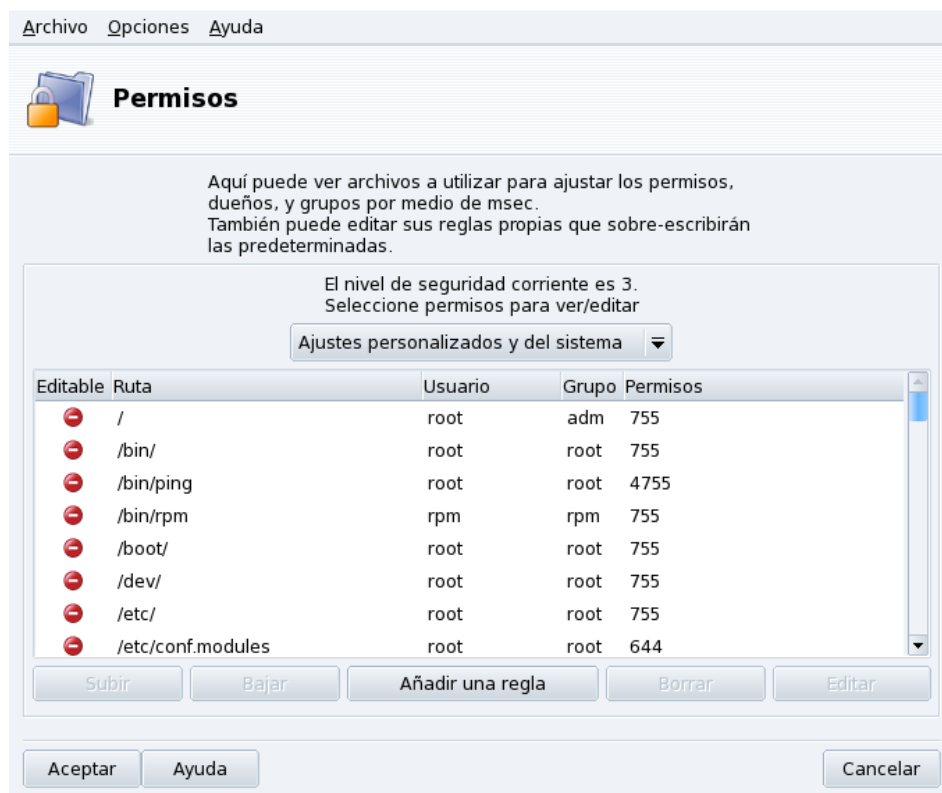 Archivo Opciones Ayuda
Permisos
Aquí puede ver archivos a utilizar para ajustar los permisos,
dueños, y grupos por medio de msec.
También puede editar sus reglas propias que sobre-escribirán
las predeterminadas.
El nivel de seguridad corriente es 3.
Seleccione permisos para ver/editar
Ajustes personalizados y del sistema
Editable Ruta Usuario Grupo Permisos
/ root adm 755
/bin/ root root 755
/bin/ping root root 4755
/bin/rpm rpm rpm 755
/boot/ root root 755
/dev/ root root 755
/etc/ root root 755
/etc/conf.modules root root 644
Subir Bajar Añadir una regla Borrar Editar
Aceptar Ayuda Cancelar